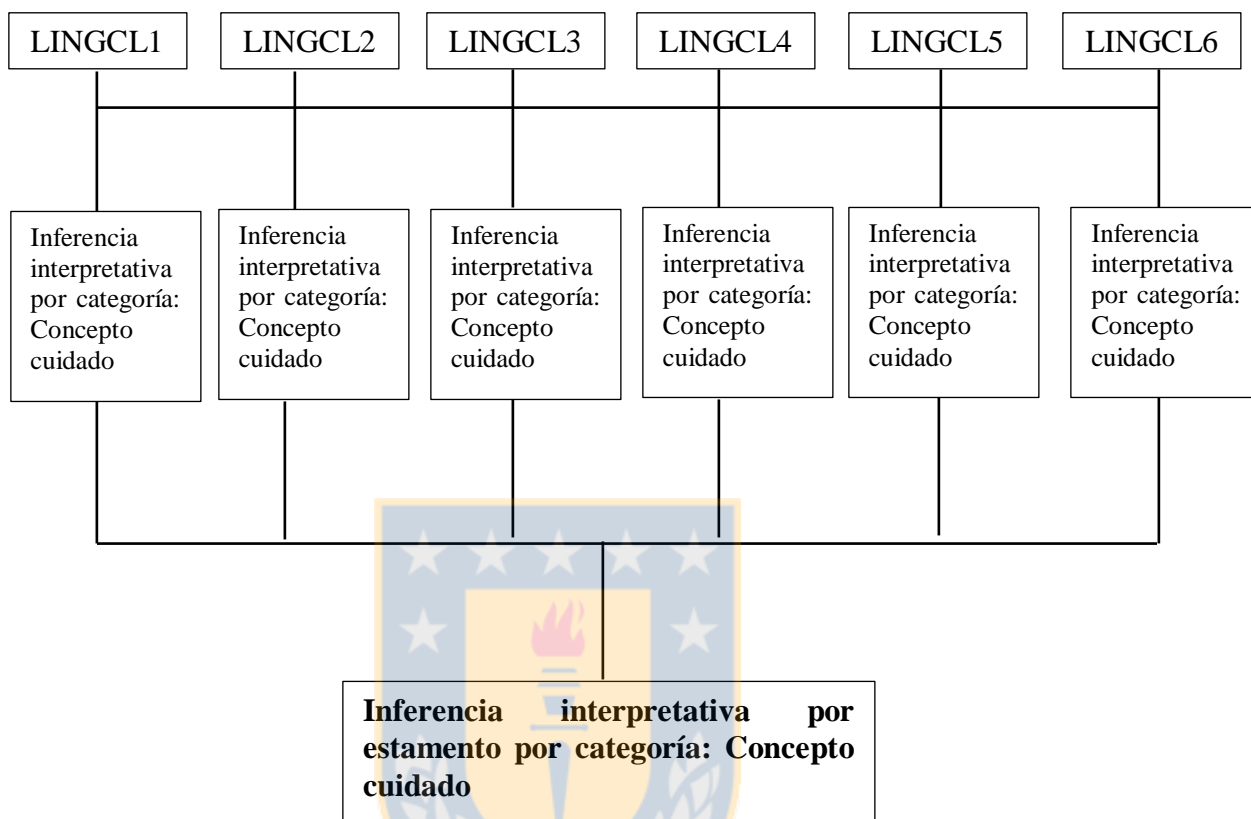 LINGCL1
LINGCL2
LINGCL3
LINGCL4
LINGCL5
LINGCL6
Inferencia
interpretativa
por categoría:
Concepto
cuidado
Inferencia
interpretativa
por categoría:
Concepto
cuidado
Inferencia
interpretativa
por categoría:
Concepto
cuidado
Inferencia
interpretativa
por categoría:
Concepto
cuidado
Inferencia
interpretativa
por categoría:
Concepto
cuidado
Inferencia
interpretativa
por categoría:
Concepto
cuidado
Inferencia interpretativa por
estamento por categoría: Concepto
cuidado